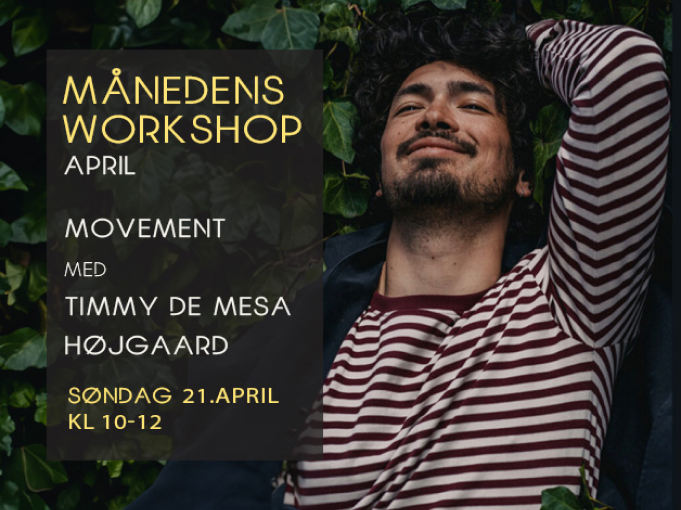 MÅNEDENS
WORKSHOP
APRIL
MOVEMENT
MED
TIMMY DE MESA
HØJGAARD
SØNDAG 21.APRIL
KL 10-12